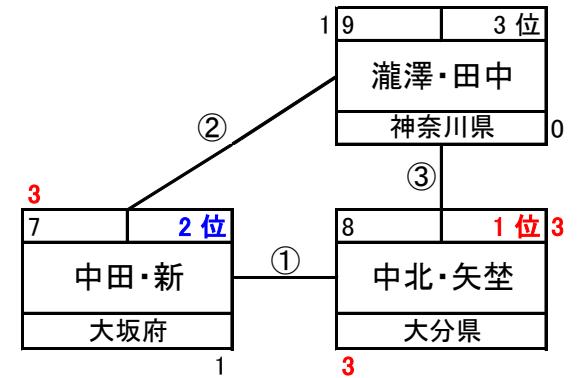 1 9 3 位
瀧澤・田中
神奈川県 0
②
③
3
7 2 位
中田・新
大坂府
1
①
8 1 位 3
中北・矢埜
大分県
3